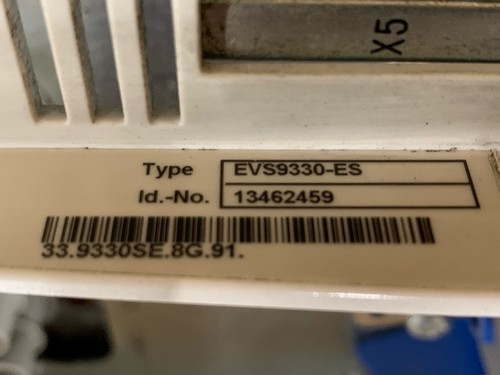 X5
Type EVS9330-ES
Id.-No. 13462459
33.9330SE.8G.91.